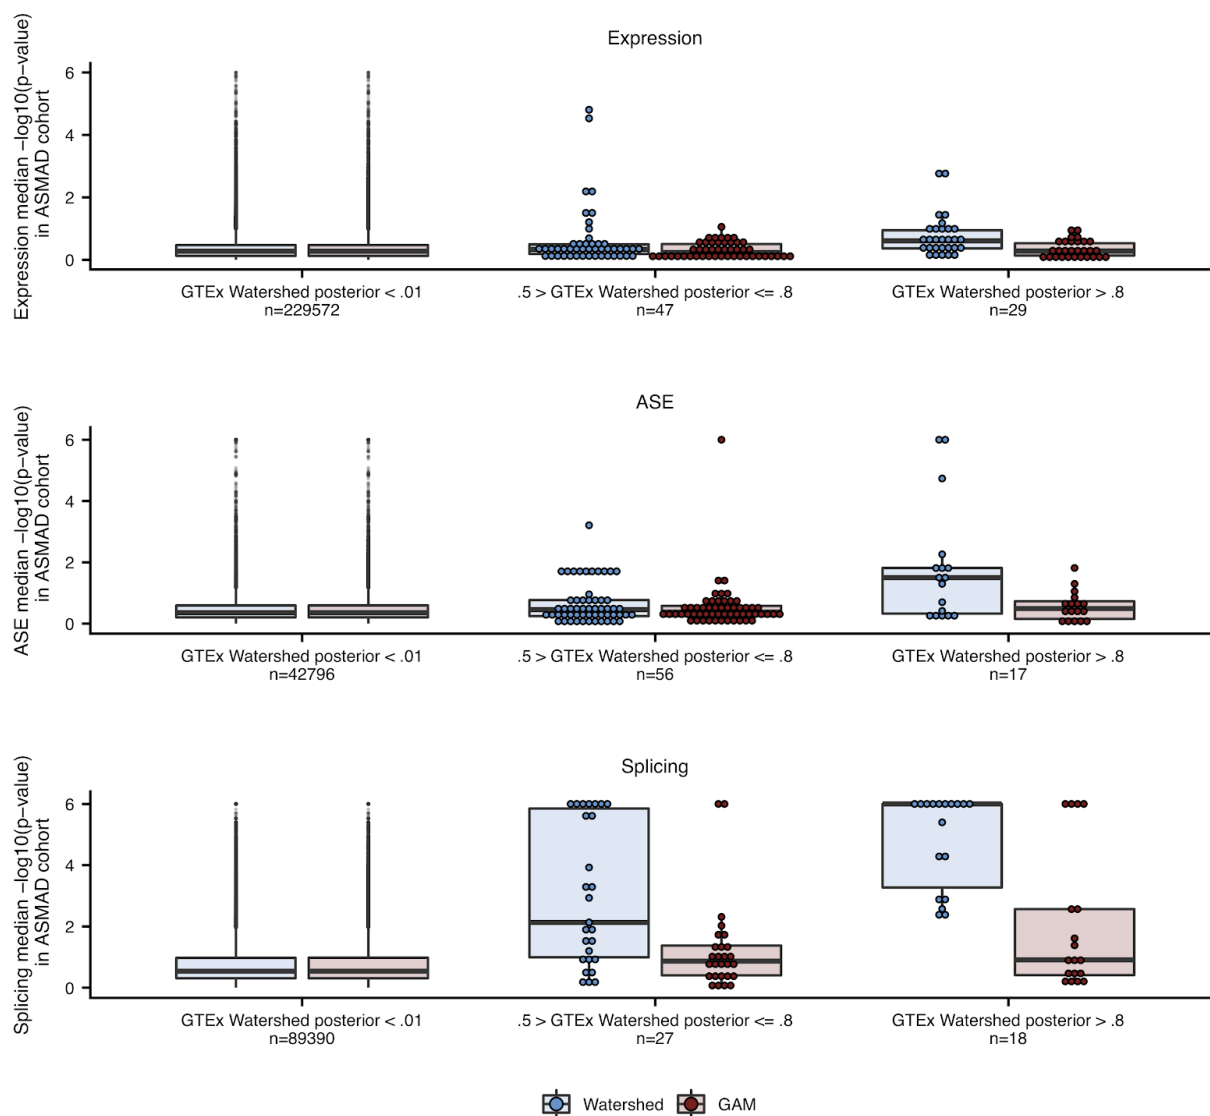 Expression
Expression median −log10(p−value)
in ASMAD cohort
6
4
2
0
GTEx Watershed posterior < .01
n=229572
.5 > GTEx Watershed posterior <= .8
n=47
GTEx Watershed posterior > .8
n=29
ASE
ASE median −log10(p−value)
in ASMAD cohort
6
4
2
0
GTEx Watershed posterior < .01
n=42796
.5 > GTEx Watershed posterior <= .8
n=56
GTEx Watershed posterior > .8
n=17
Splicing
Splicing median −log10(p−value)
in ASMAD cohort
6
4
2
0
GTEx Watershed posterior < .01
n=89390
.5 > GTEx Watershed posterior <= .8
n=27
GTEx Watershed posterior > .8
n=18
Watershed GAM